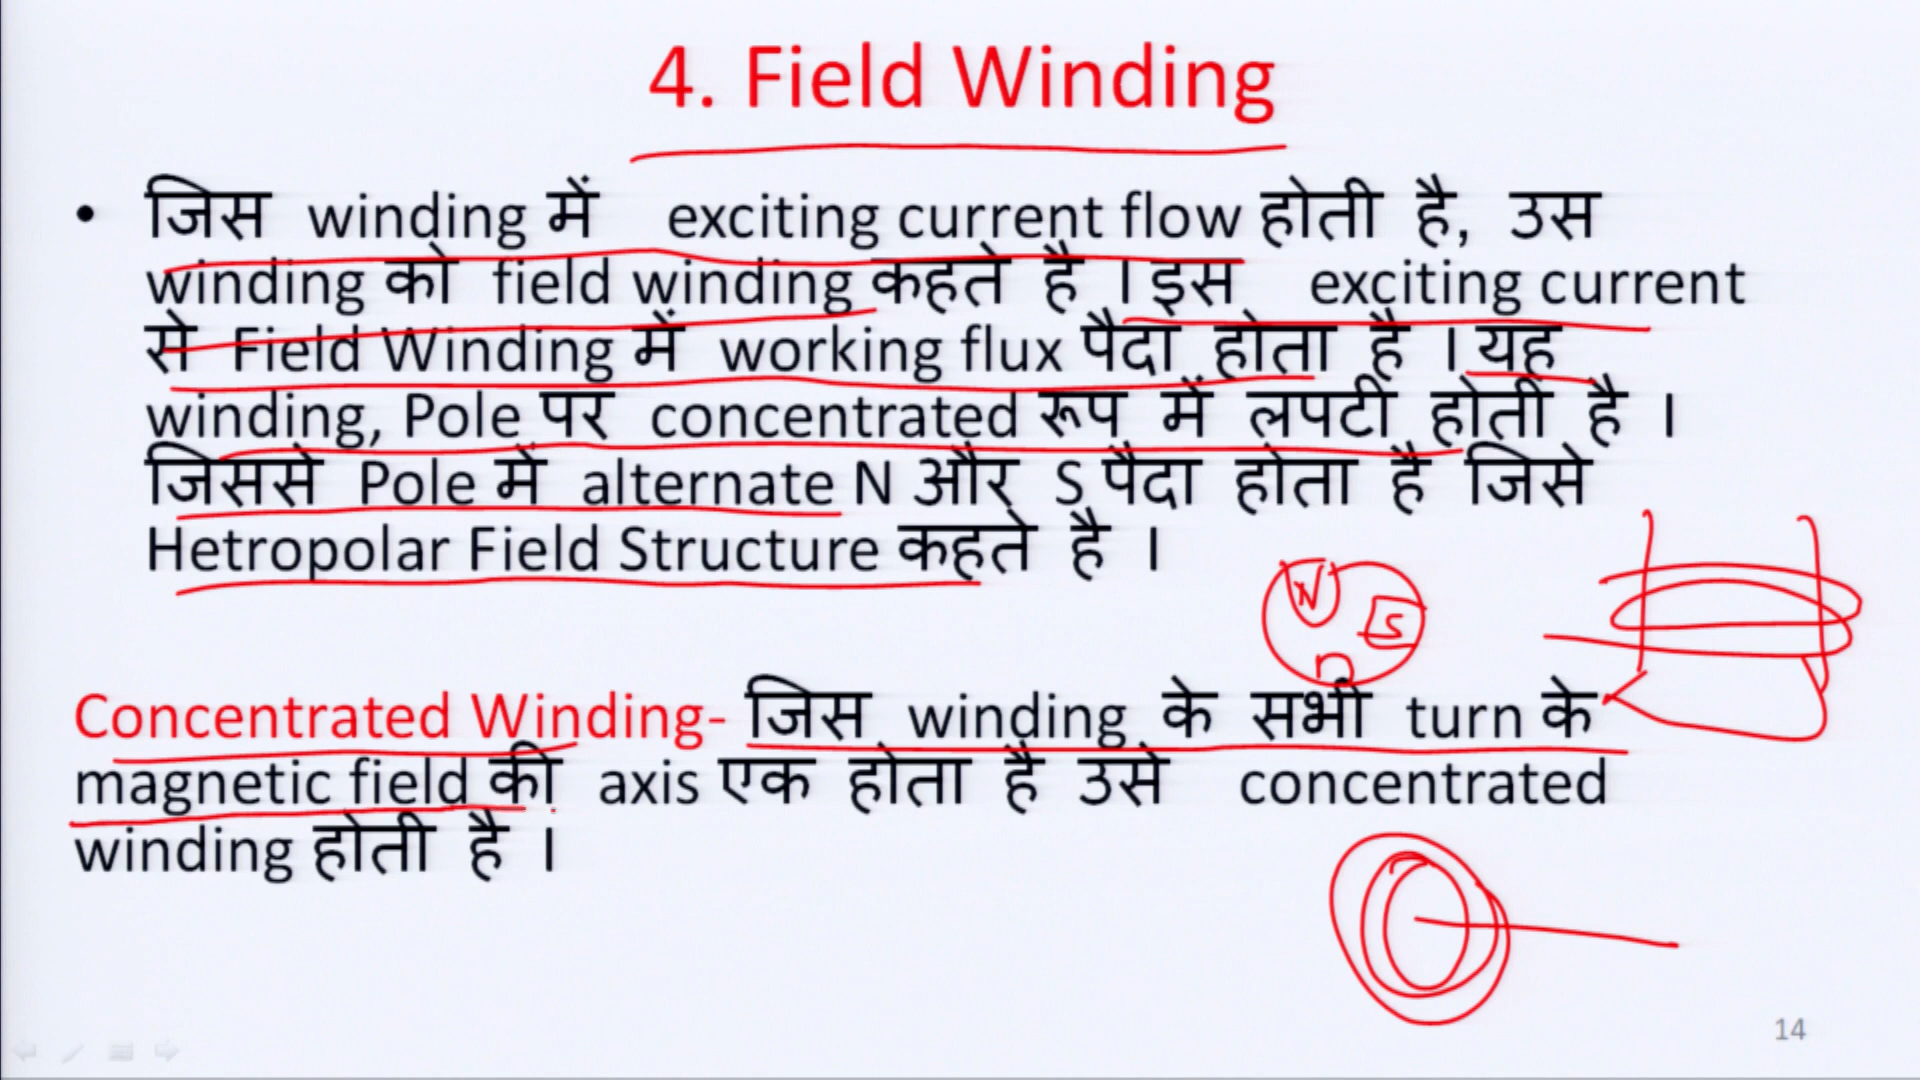 4. Field Winding
• जिस winding में exciting current flow होती है, उस
winding को field winding कहते है । इस exciting current
से Field Winding में working flux पैदा होता है । यह
winding, Pole पर concentrated रूप में लपटी होती है ।
जिससे Pole में alternate N और S पैदा होता है जिसे
Hetropolar Field Structure कहते है ।
N
S
n
Concentrated Winding- जिस winding के सभी turn के
magnetic field की axis एक होता है उसे concentrated
winding होती है ।
14